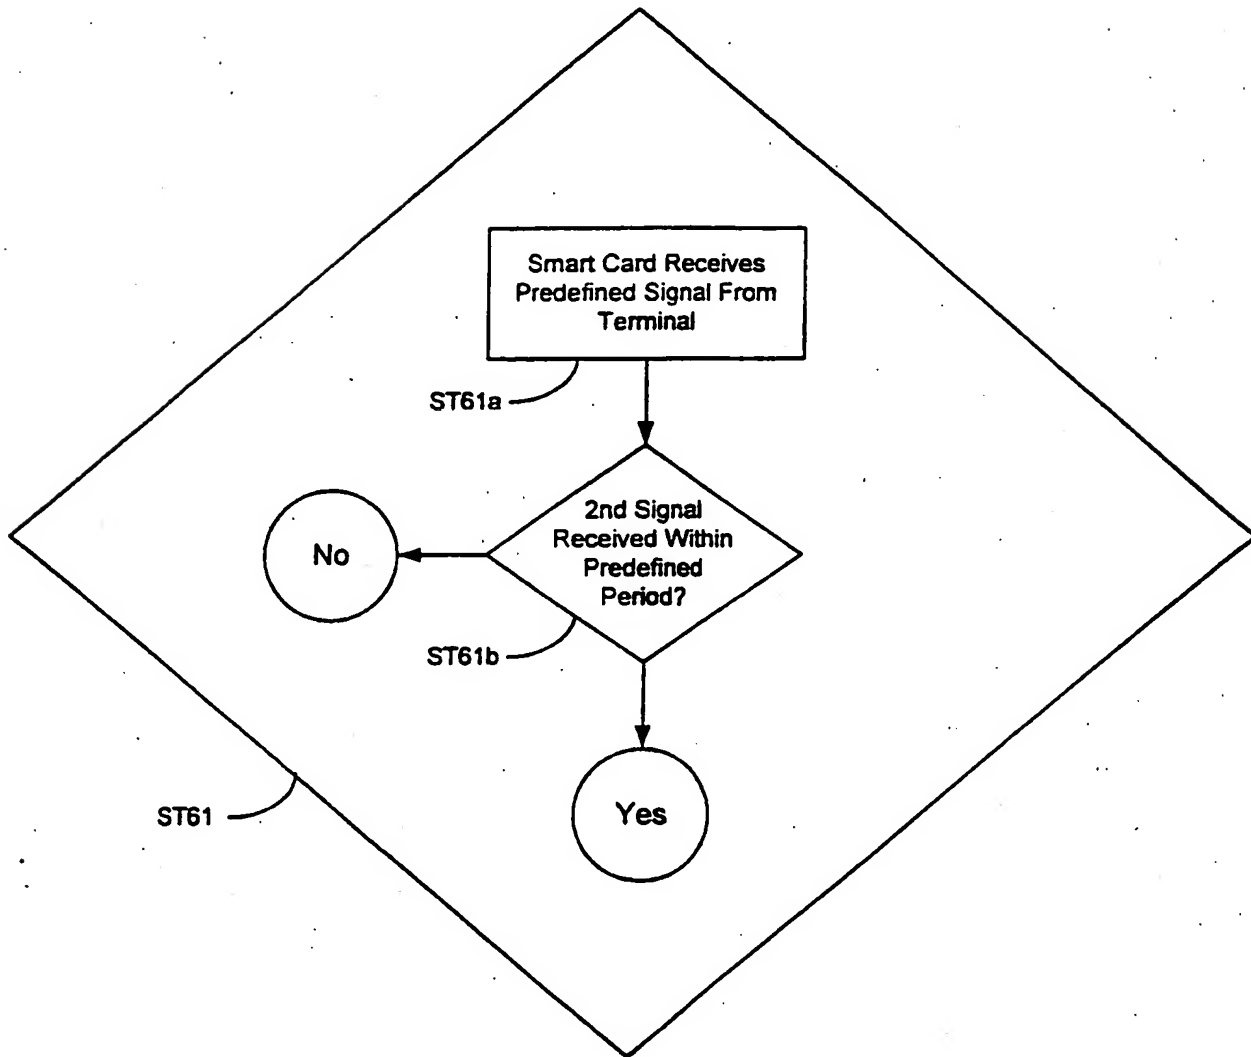 Smart Card Receives
Predefined Signal From
Terminal
ST61a
2nd Signal
Received Within
Predefined
Period?
No
ST61b
Yes
ST61